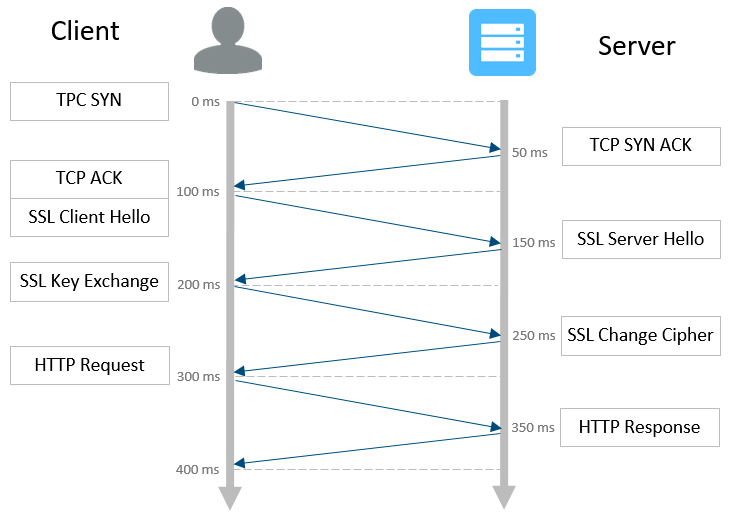 Client
Server
TPC SYN
0 ms
TCP SYN ACK
50 ms
TCP ACK
100 ms
SSL Client Hello
SSL Server Hello
150 ms
SSL Key Exchange
200 ms
SSL Change Cipher
250 ms
HTTP Request
300 ms
HTTP Response
350 ms
400 ms